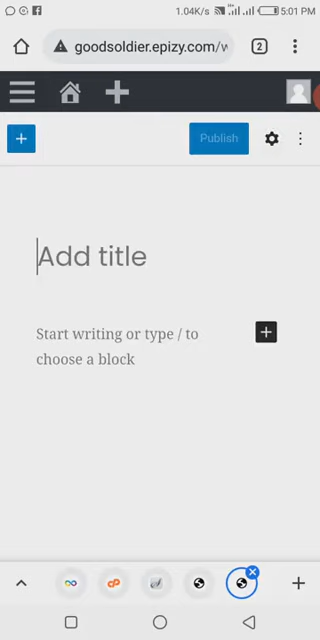 1.04K/s
5:01 PM
goodsoldier.epizy.com/w
2
Publish
Add title
Start writing or type / to
choose a block